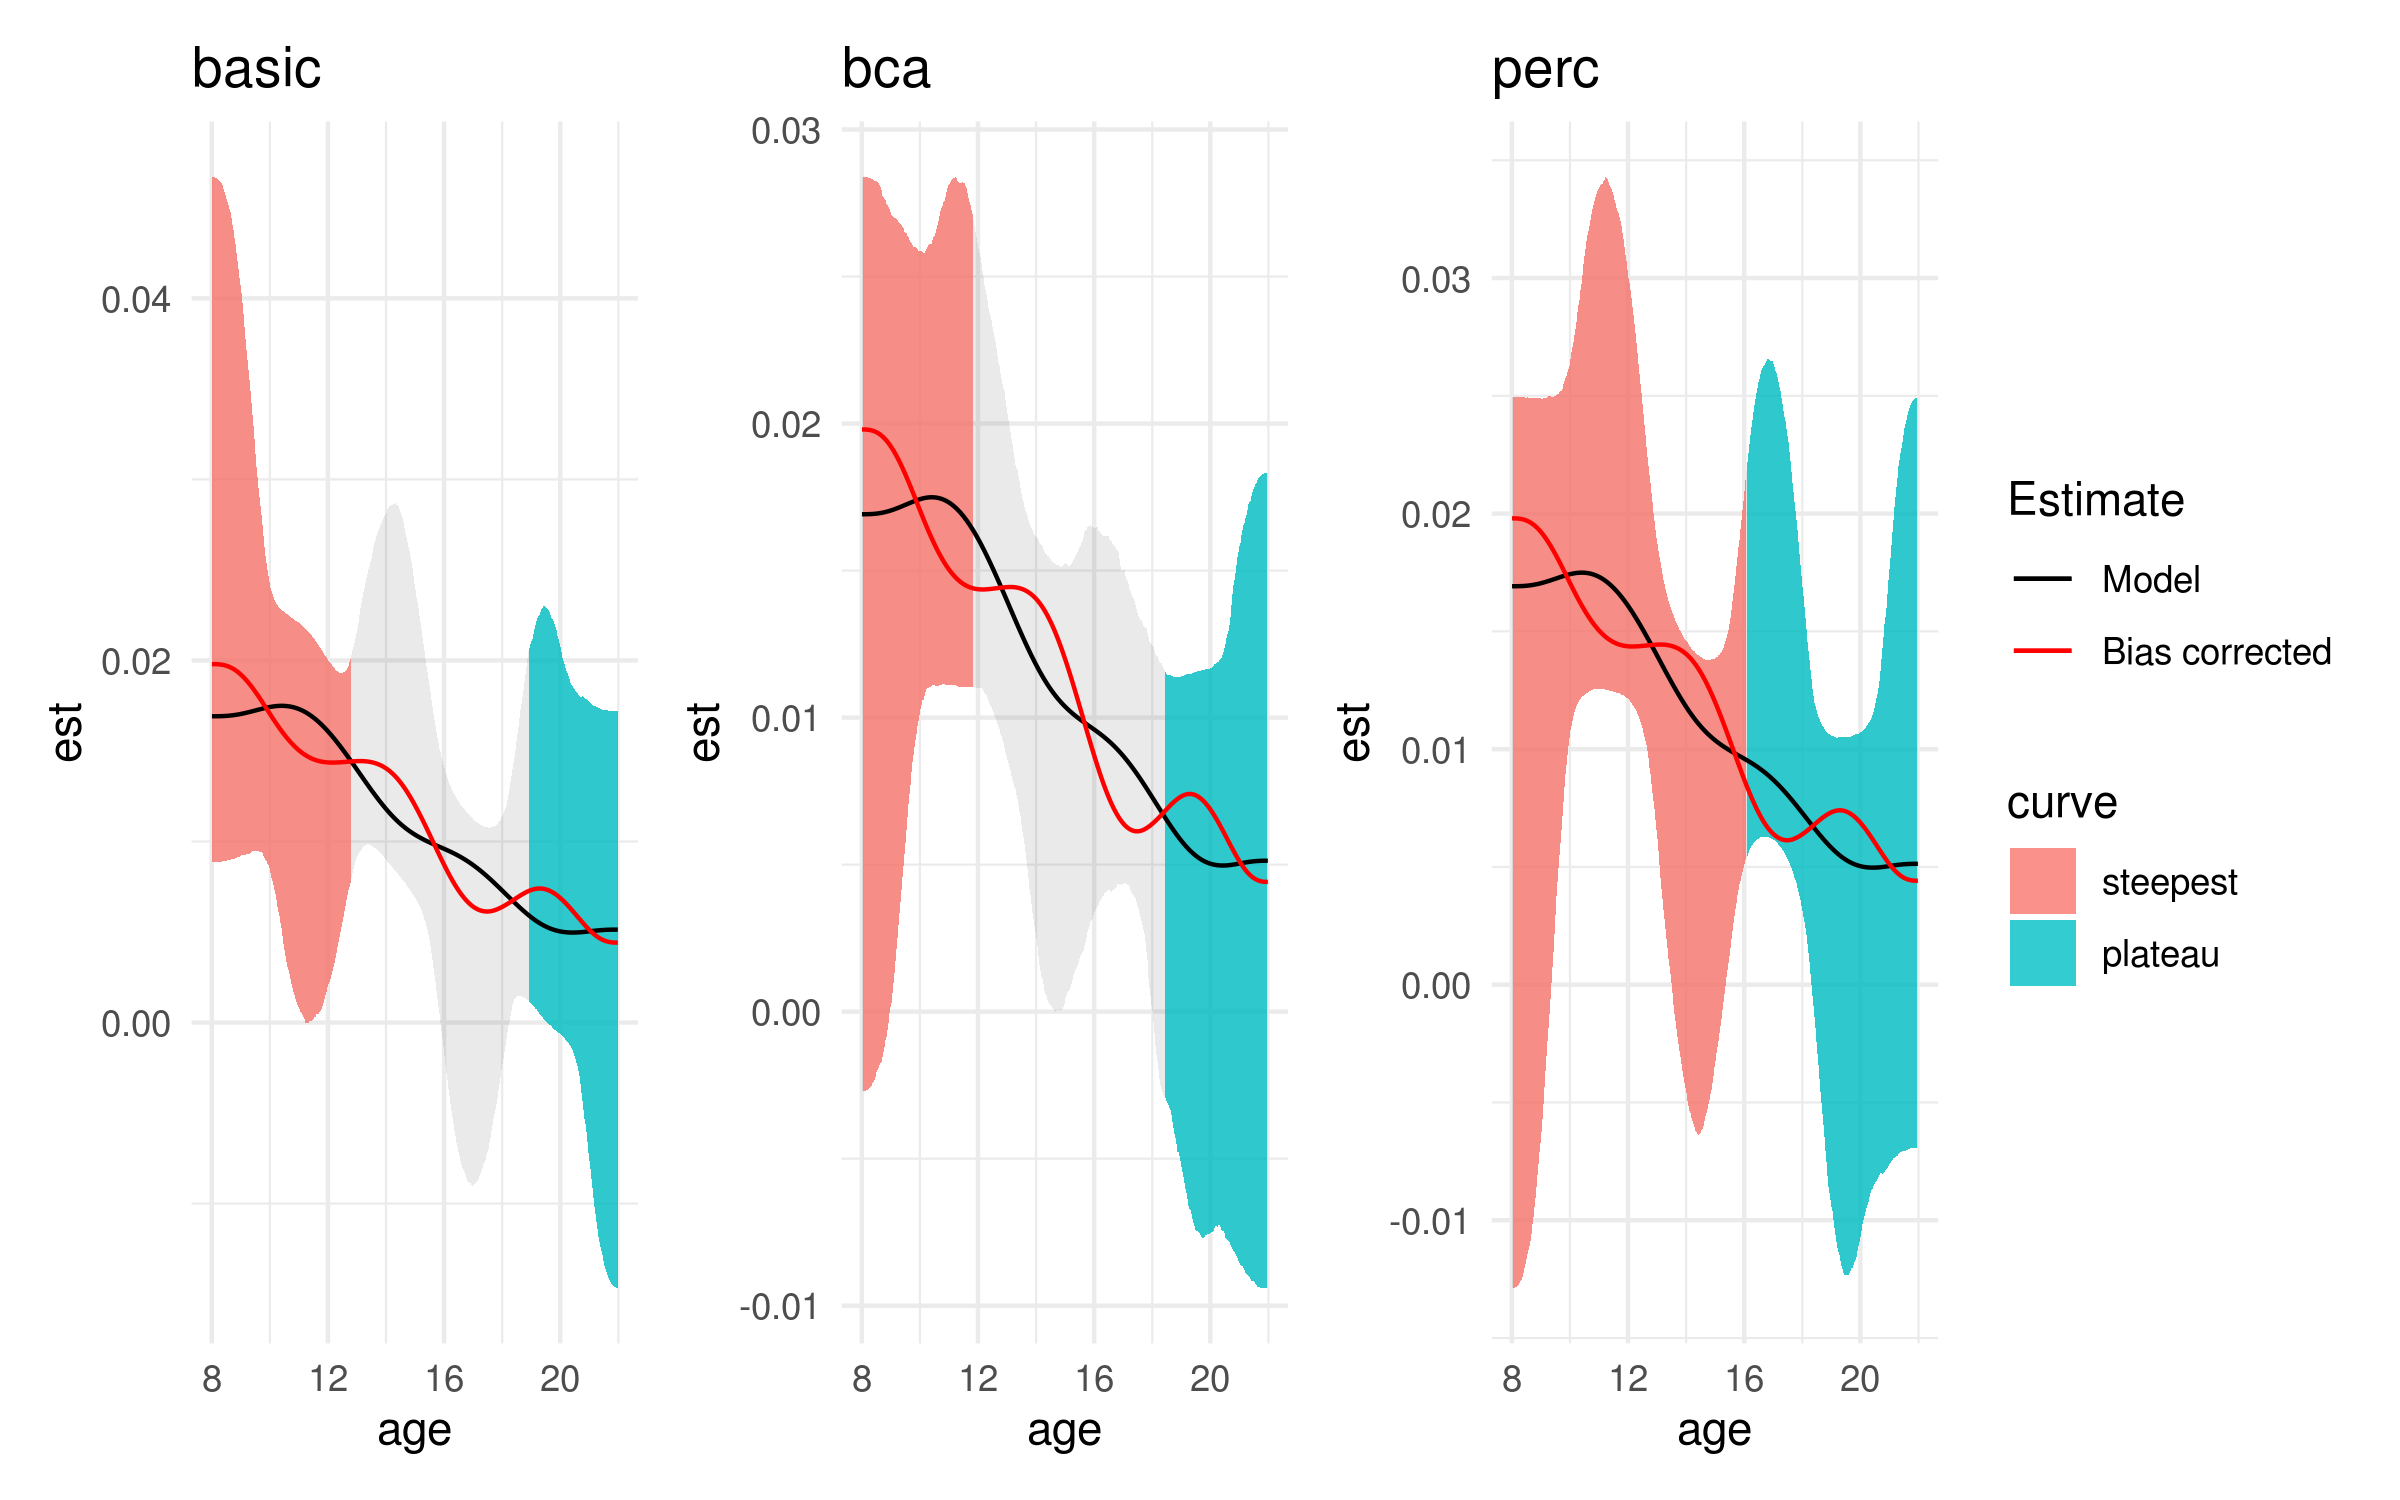 basic
0.04
0.02
0.00
est
8 12 16 20
age
bca
0.03
0.02
0.01
0.00
-0.01
est
8 12 16 20
age
perc
0.03
0.02
0.01
0.00
-0.01
est
8 12 16 20
age
Estimate
Model
Bias corrected
curve
steepest
plateau